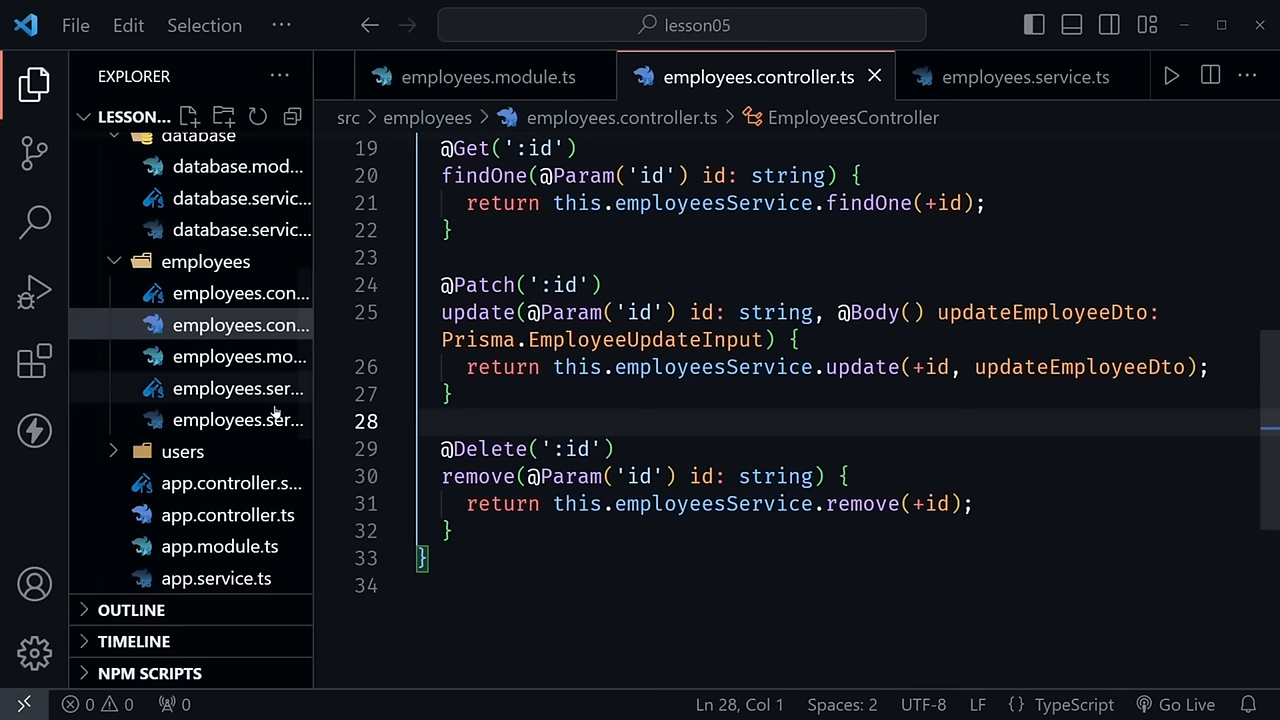 File Edit Selection ··· lesson05
EXPLORER ···
LESSON...
database
database.mod...
database.servic...
database.servic...
employees
employees.con...
employees.con...
employees.mo...
employees.ser...
employees.ser...
users
app.controller.s...
app.controller.ts
app.module.ts
app.service.ts
OUTLINE
TIMELINE
NPM SCRIPTS
employees.module.ts employees.controller.ts employees.service.ts ···
src > employees > employees.controller.ts > EmployeesController
19 @Get(':id')
20 findOne(@Param('id') id: string) {
21 return this.employeesService.findOne(+id);
22 }
23
24 @Patch(':id')
25 update(@Param('id') id: string, @Body() updateEmployeeDto:
Prisma.EmployeeUpdateInput) {
26 return this.employeesService.update(+id, updateEmployeeDto);
27 }
28
29 @Delete(':id')
30 remove(@Param('id') id: string) {
31 return this.employeesService.remove(+id);
32 }
33 }
34
0 0 0 Ln 28, Col 1 Spaces: 2 UTF-8 LF {} TypeScript Go Live